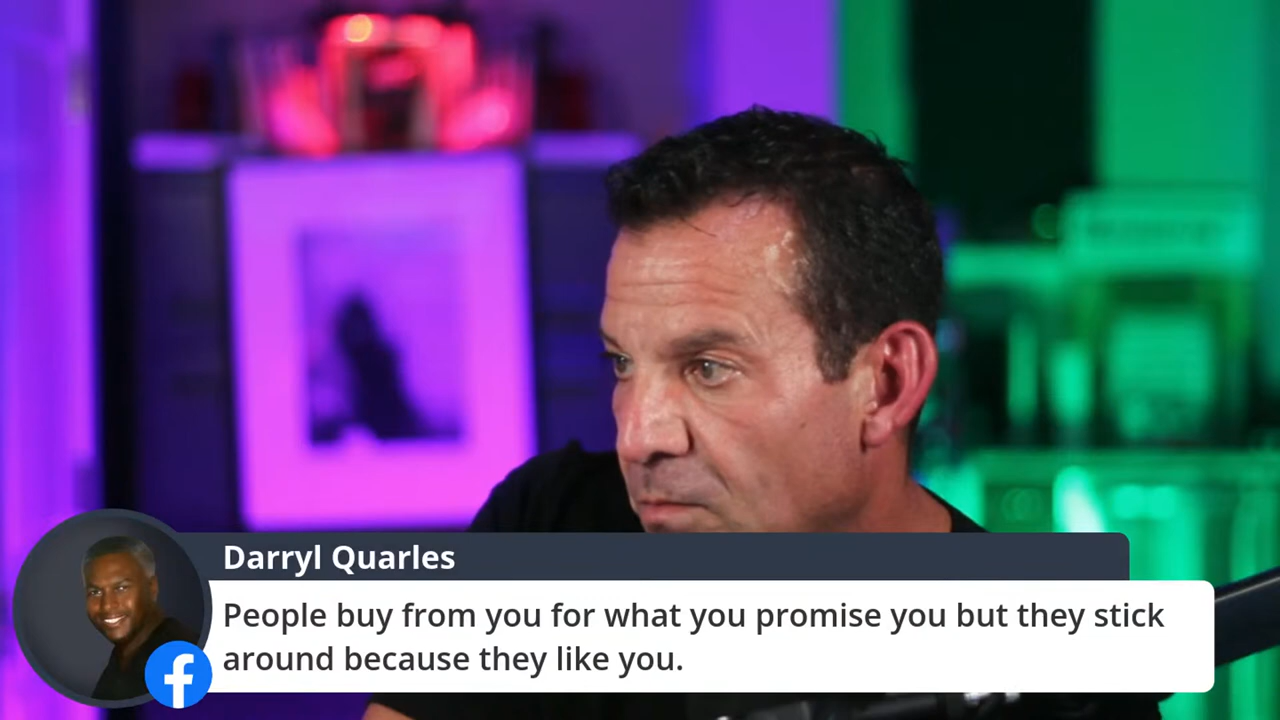 Darryl Quarles
People buy from you for what you promise you but they stick
around because they like you.